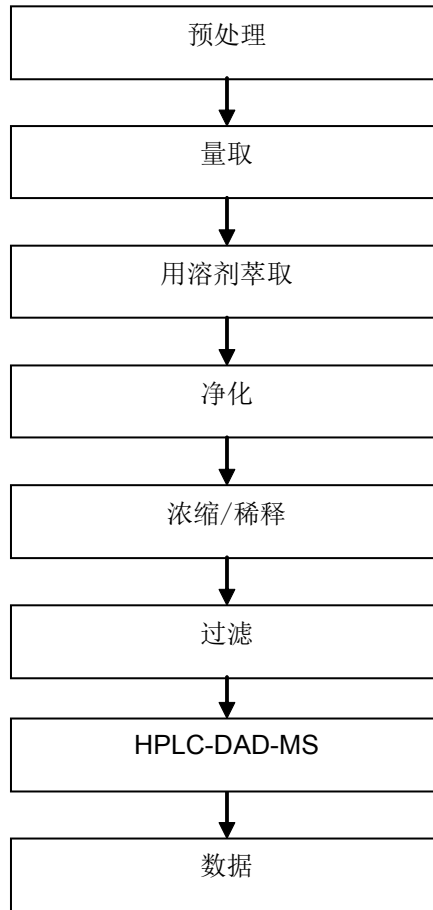 预处理
量取
用溶剂萃取
净化
浓缩/稀释
过滤
HPLC-DAD-MS
数据